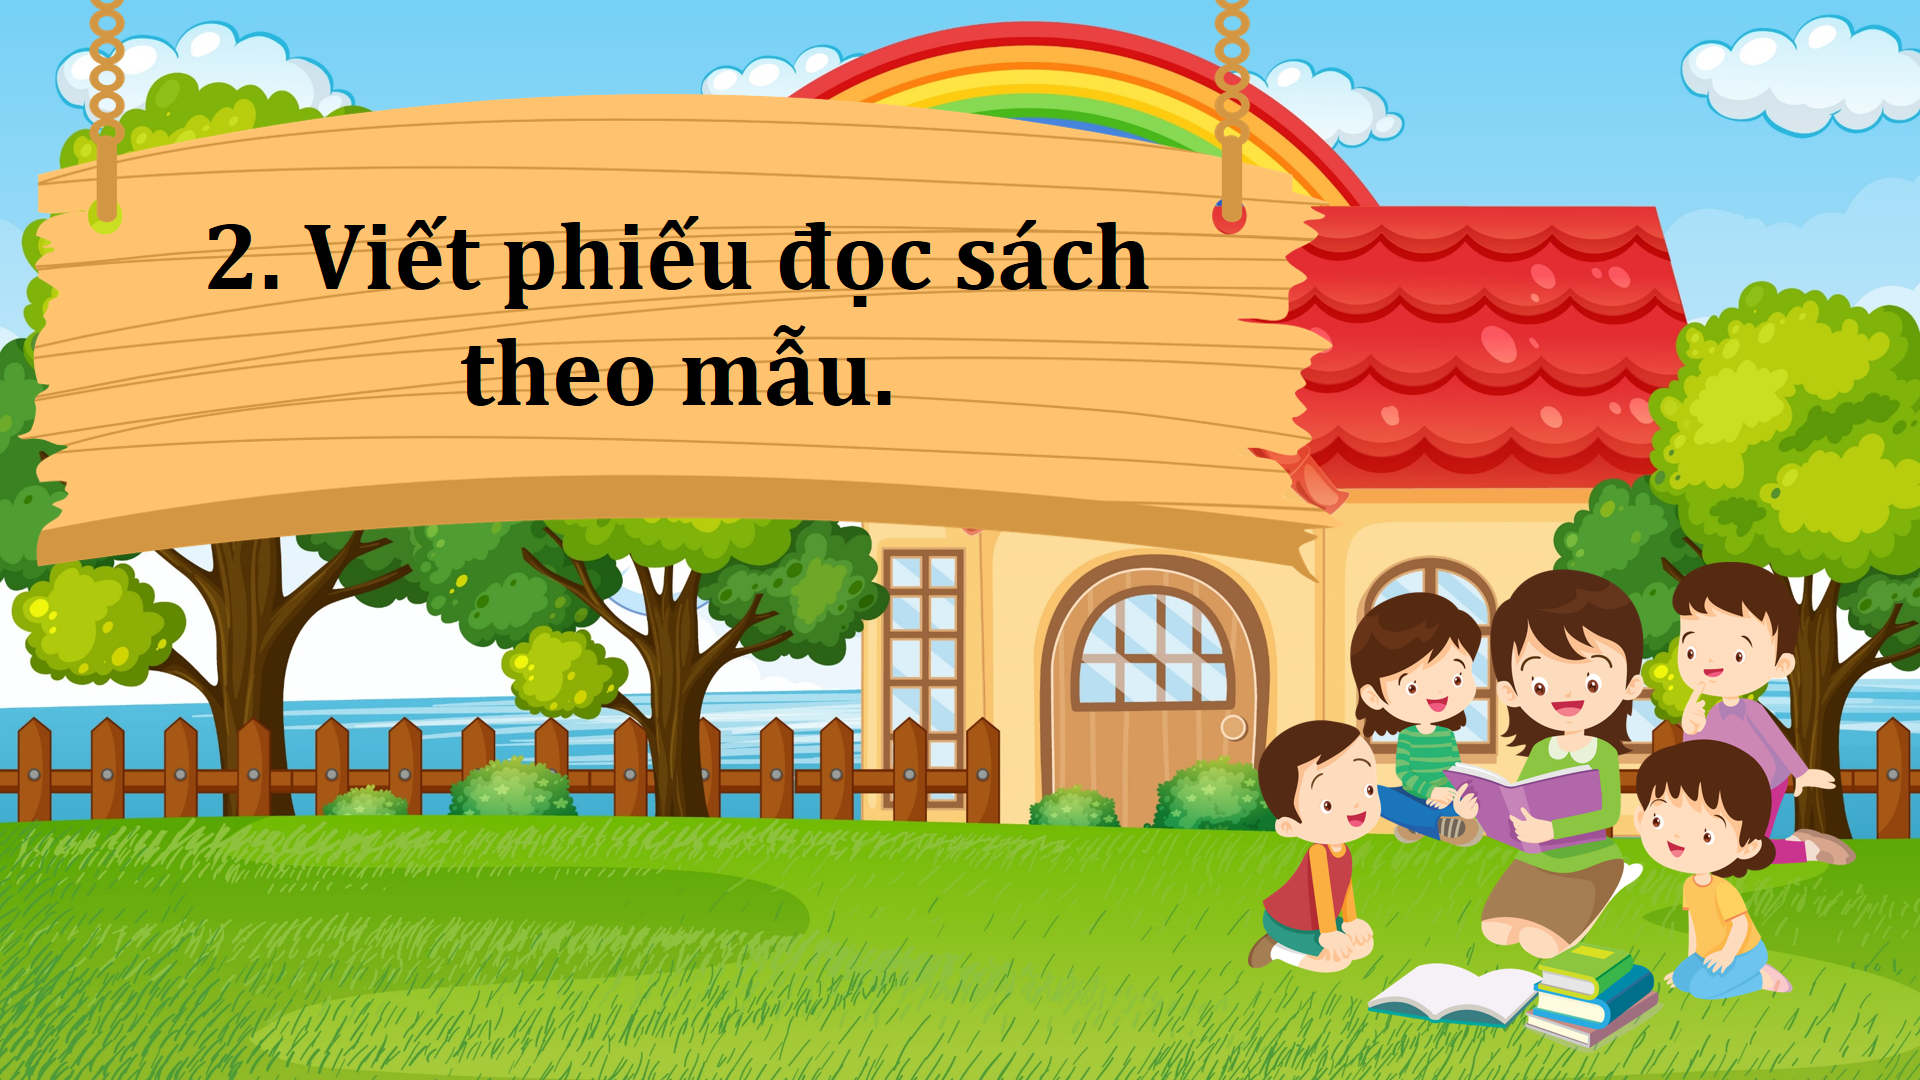 2. Viết phiếu đọc sách
theo mẫu.